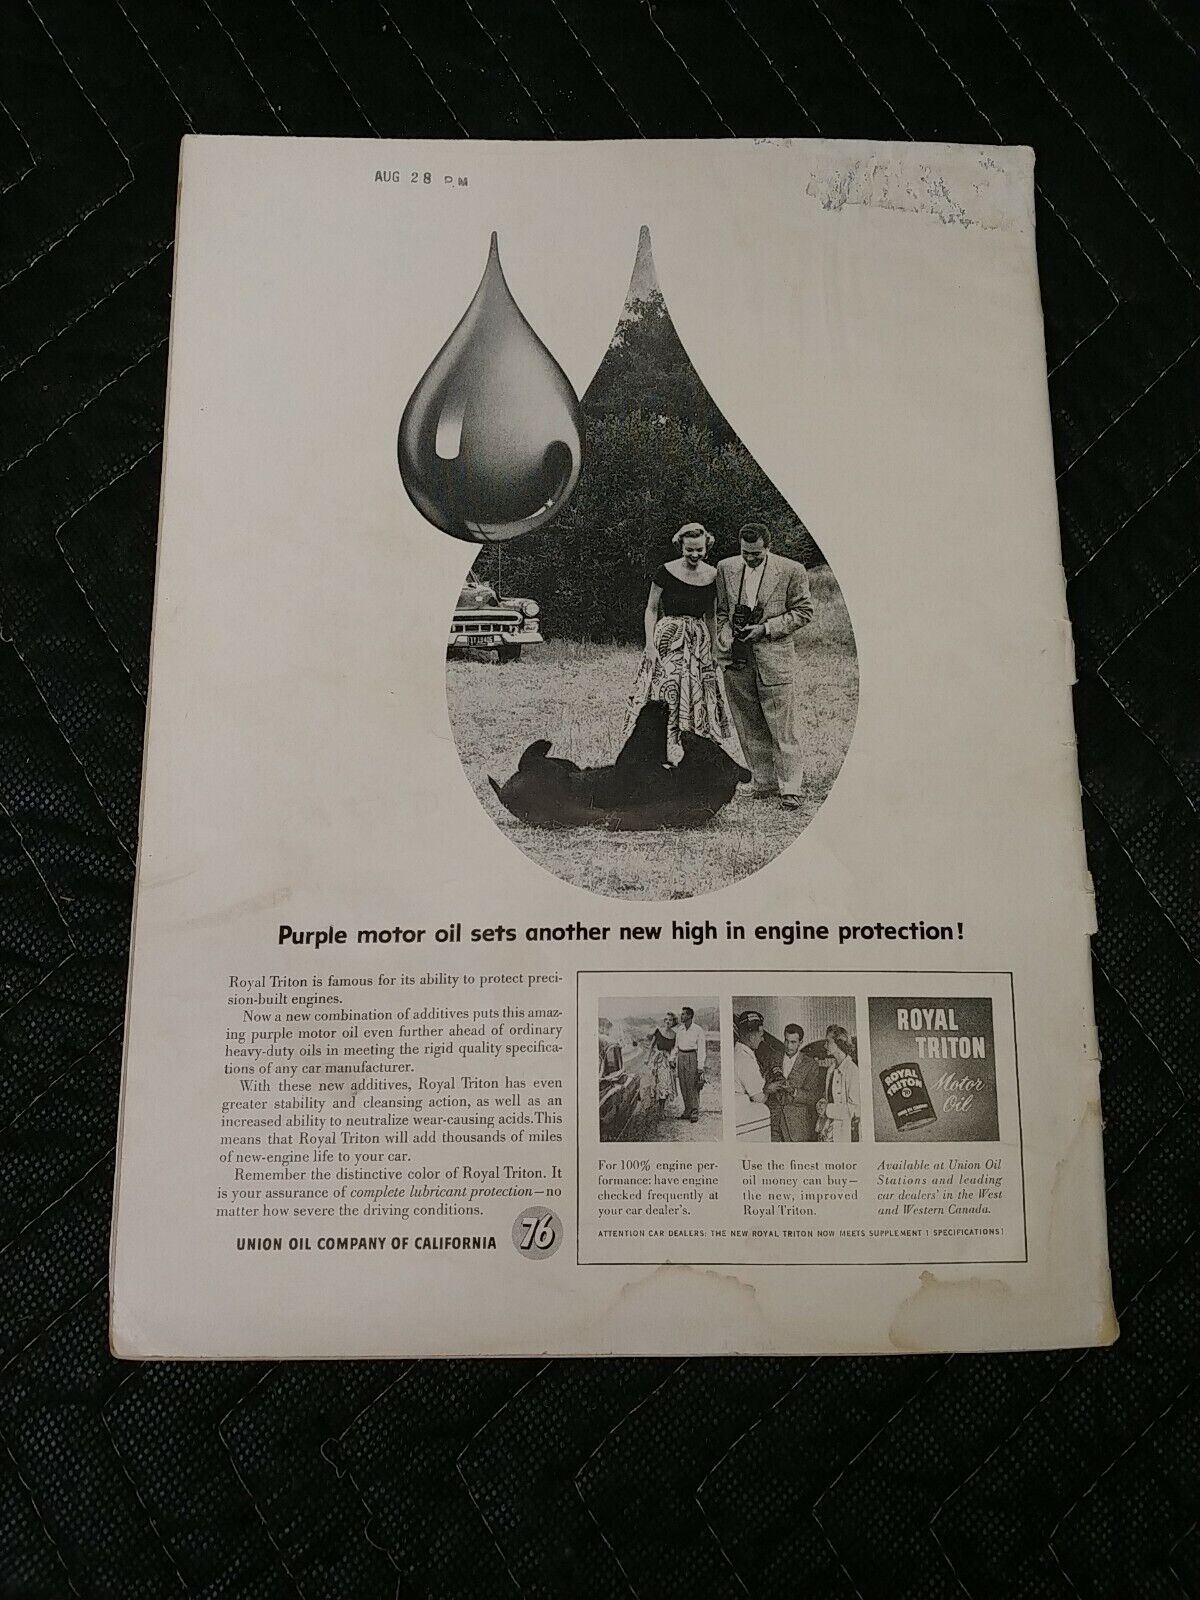 AUG 28 P.M
Purple motor oil sets another new high in engine protection!
Royal Triton is famous for its ability to protect preci-
sion-built engines.
Now a new combination of additives puts this amaz-
ing purple motor oil even further ahead of ordinary
heavy-duty oils in meeting the rigid quality specifica-
tions of any car manufacturer.
With these new additives, Royal Triton has even
greater stability and cleansing action, as well as an
increased ability to neutralize wear-causing acids. This
means that Royal Triton will add thousands of miles
of new-engine life to your car.
Remember the distinctive color of Royal Triton. It
is your assurance of complete lubricant protection—no
matter how severe the driving conditions.
UNION OIL COMPANY OF CALIFORNIA
76
ROYAL
TRITON
Motor
Oil
ROYAL
TRITON
76
For 100% engine per-
formance: have engine
checked frequently at
your car dealer's.
Use the finest motor
oil money can buy—
the new, improved
Royal Triton.
Available at Union Oil
Stations and leading
car dealers' in the West
and Western Canada.
ATTENTION CAR DEALERS: THE NEW ROYAL TRITON NOW MEETS SUPPLEMENT 1 SPECIFICATIONS!